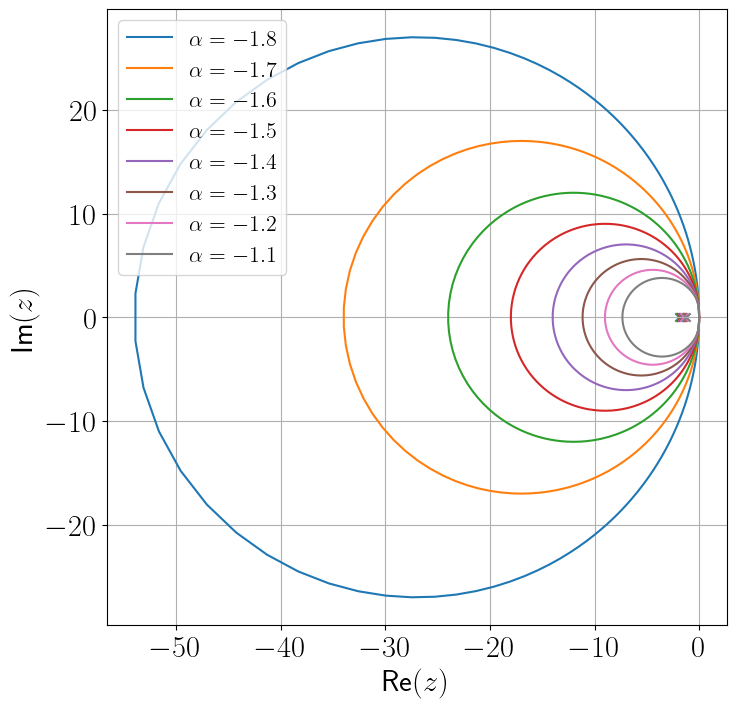 α = −1.8
α = −1.7
α = −1.6
α = −1.5
α = −1.4
α = −1.3
α = −1.2
α = −1.1
20
10
0
−10
−20
Im(z)
−50 −40 −30 −20 −10 0
Re(z)